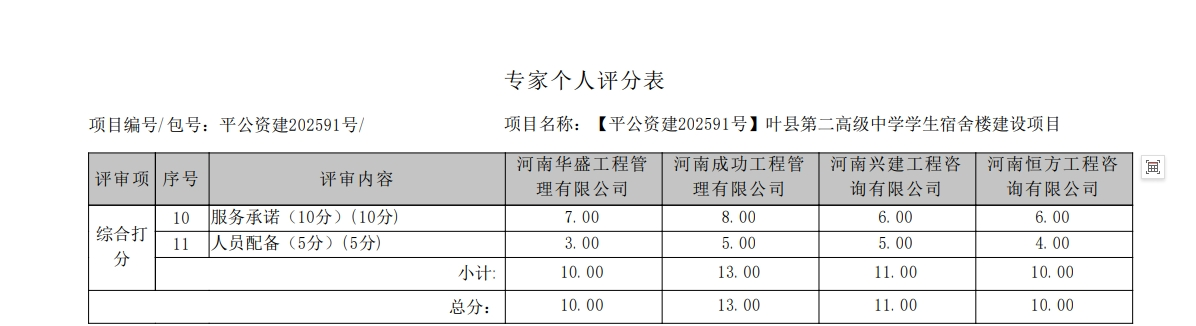 专家个人评分表
项目编号/包号：平公资建202591号/ 项目名称：【平公资建202591号】叶县第二高级中学学生宿舍楼建设项目
评审项 序号 评审内容 河南华盛工程管理有限公司 河南成功工程管理有限公司 河南兴建工程咨询有限公司 河南恒方工程咨询有限公司
综合打分 10 服务承诺（10分）(10分) 7.00 8.00 6.00 6.00
11 人员配备（5分）(5分) 3.00 5.00 5.00 4.00
小计: 10.00 13.00 11.00 10.00
总分： 10.00 13.00 11.00 10.00